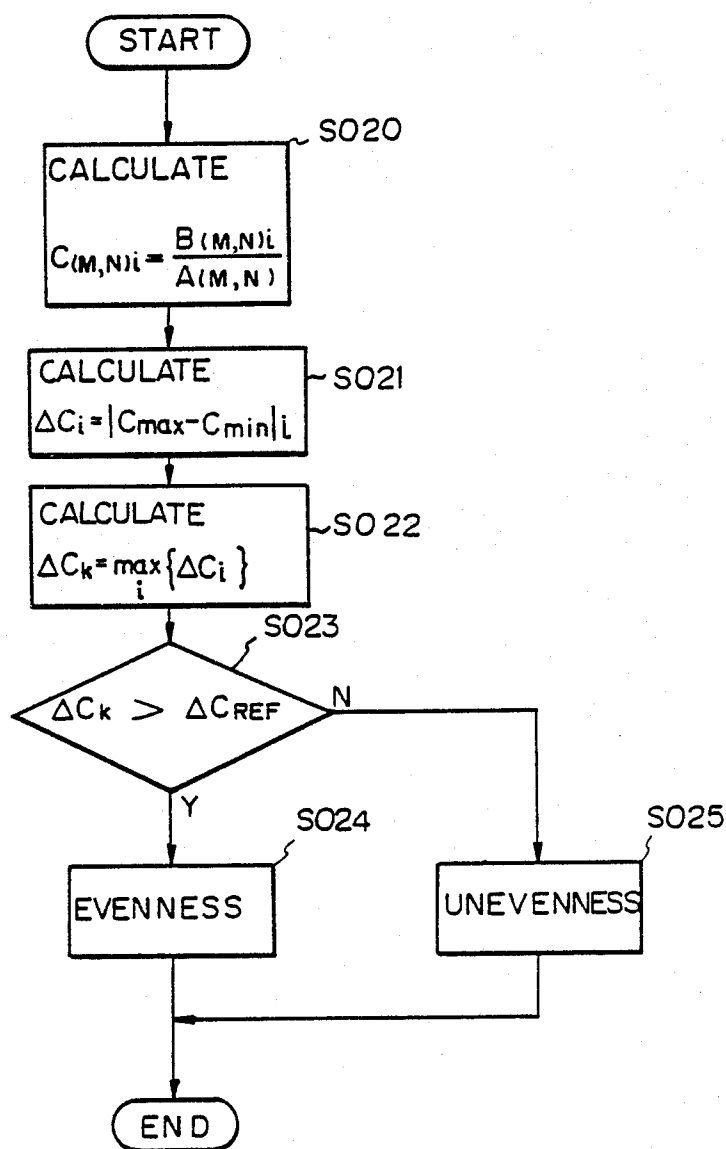 START
S020
CALCULATE
C(M,N)i = B(M,N)i / A(M,N)
CALCULATE
S021
ΔCi = |Cmax - Cmin|i
CALCULATE
S022
ΔCk = max i {ΔCi}
S023
ΔCk > ΔCREF
N
Y
S024
S025
EVENNESS
UNEVENNESS
END